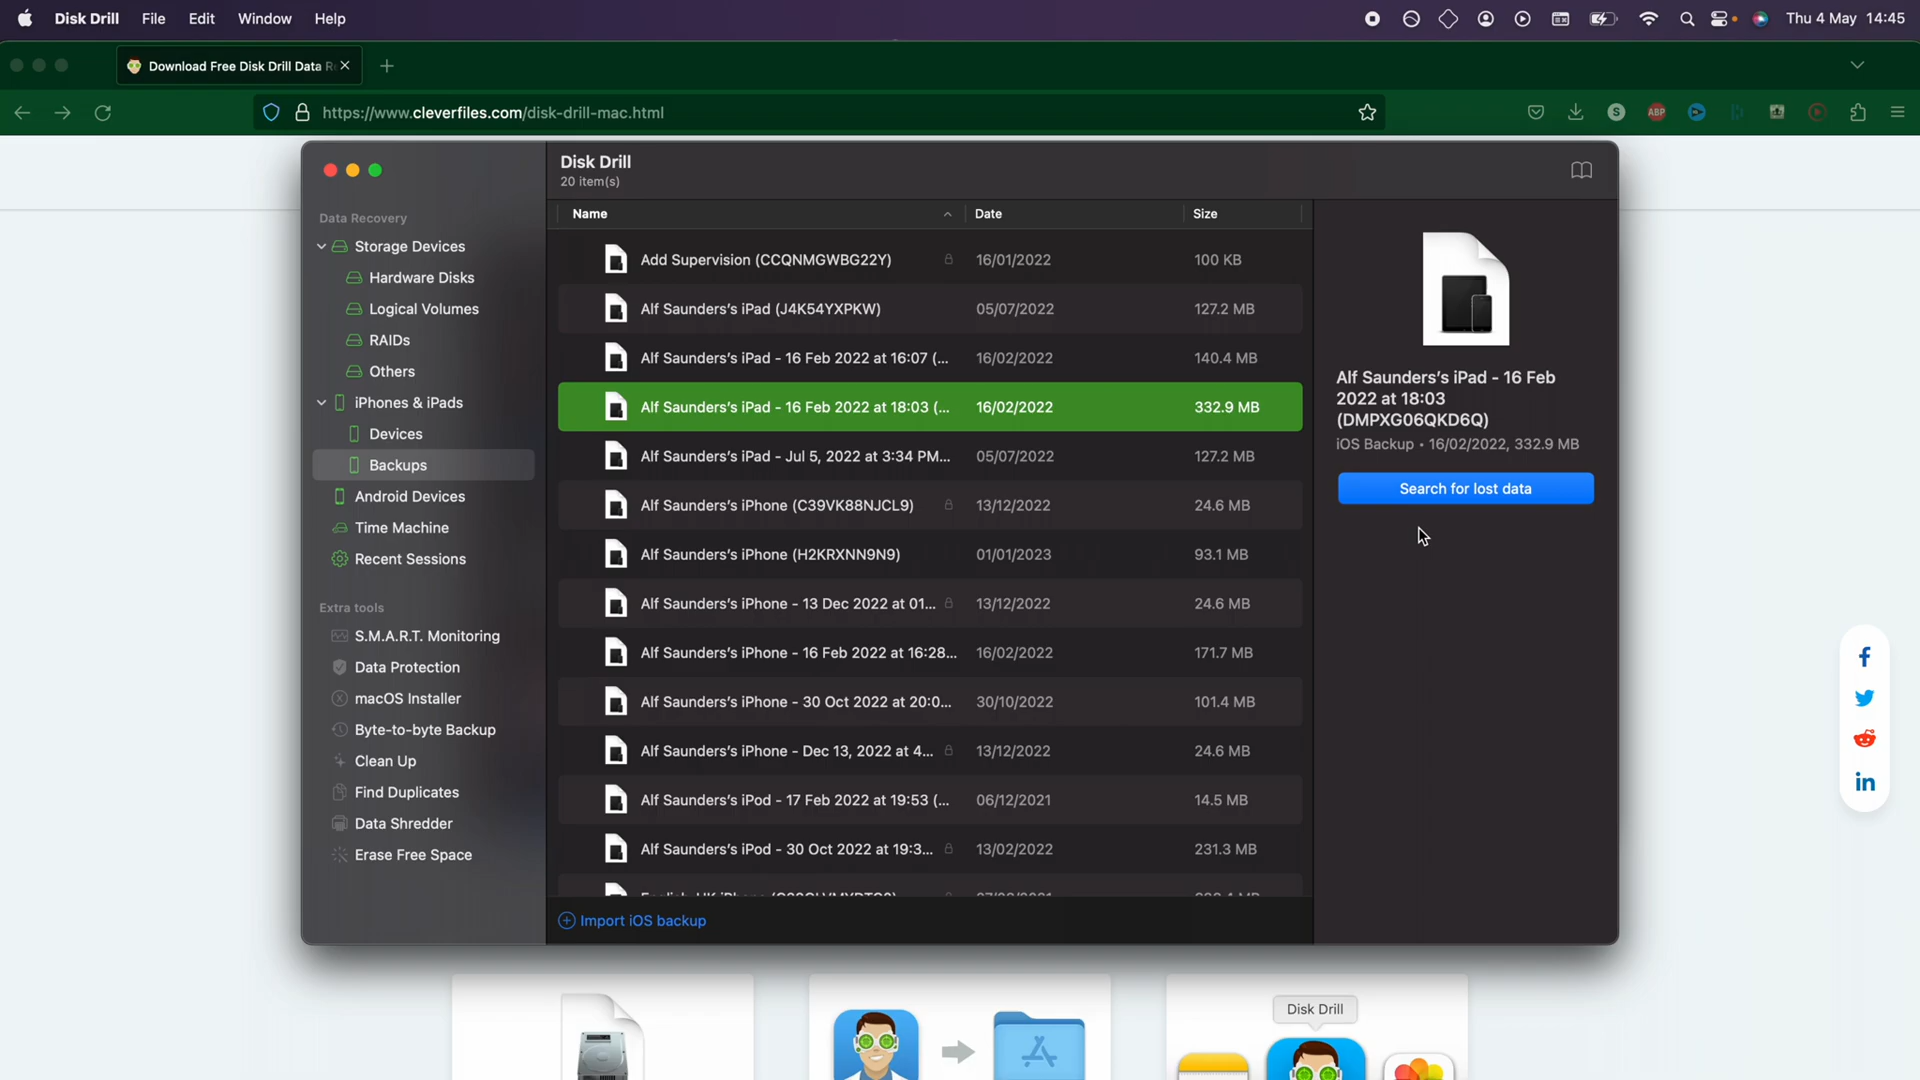 Disk Drill File Edit Window Help Thu 4 May 14:45
Download Free Disk Drill Data R
https://www.cleverfiles.com/disk-drill-mac.html
S ABP
Disk Drill
20 item(s)
Data Recovery
Storage Devices
Hardware Disks
Logical Volumes
RAIDs
Others
iPhones & iPads
Devices
Backups
Android Devices
Time Machine
Recent Sessions
Extra tools
S.M.A.R.T. Monitoring
Data Protection
macOS Installer
Byte-to-byte Backup
Clean Up
Find Duplicates
Data Shredder
Erase Free Space
Name Date Size
Add Supervision (CCQNMGWBG22Y) 16/01/2022 100 KB
Alf Saunders's iPad (J4K54YXPKW) 05/07/2022 127.2 MB
Alf Saunders's iPad - 16 Feb 2022 at 16:07 (... 16/02/2022 140.4 MB
Alf Saunders's iPad - 16 Feb 2022 at 18:03 (... 16/02/2022 332.9 MB
Alf Saunders's iPad - Jul 5, 2022 at 3:34 PM... 05/07/2022 127.2 MB
Alf Saunders's iPhone (C39VK88NJCL9) 13/12/2022 24.6 MB
Alf Saunders's iPhone (H2KRXNN9N9) 01/01/2023 93.1 MB
Alf Saunders's iPhone - 13 Dec 2022 at 01... 13/12/2022 24.6 MB
Alf Saunders's iPhone - 16 Feb 2022 at 16:28... 16/02/2022 171.7 MB
Alf Saunders's iPhone - 30 Oct 2022 at 20:0... 30/10/2022 101.4 MB
Alf Saunders's iPhone - Dec 13, 2022 at 4... 13/12/2022 24.6 MB
Alf Saunders's iPod - 17 Feb 2022 at 19:53 (... 06/12/2021 14.5 MB
Alf Saunders's iPod - 30 Oct 2022 at 19:3... 13/02/2022 231.3 MB
Import iOS backup
Alf Saunders's iPad - 16 Feb
2022 at 18:03
(DMPXG06QKD6Q)
iOS Backup • 16/02/2022, 332.9 MB
Search for lost data
Disk Drill